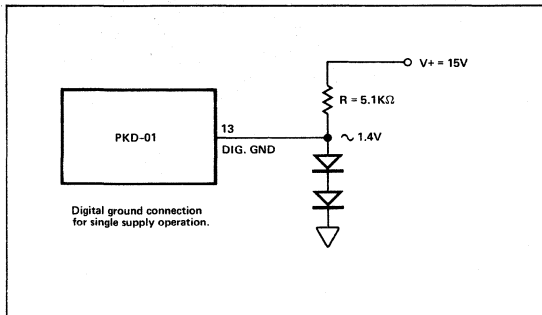 V+ = 15V
R = 5.1KΩ
PKD-01
13
DIG. GND
~ 1.4V
Digital ground connection
for single supply operation.